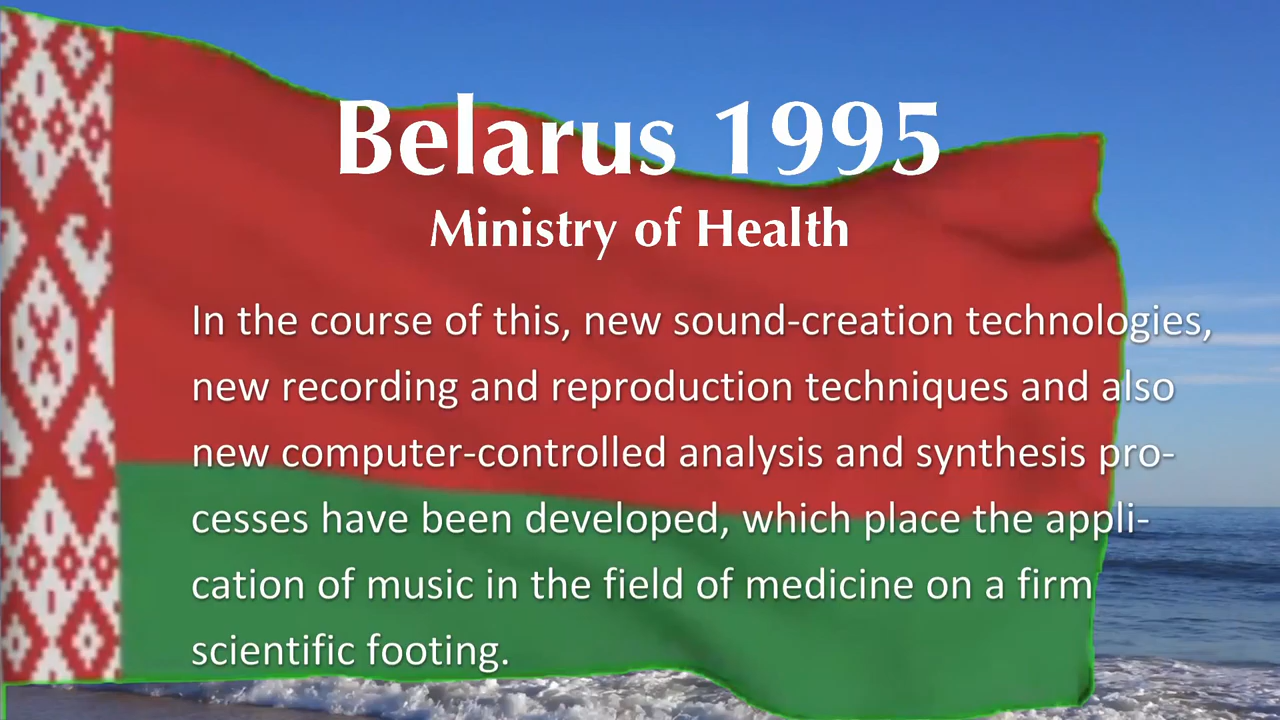 Belarus 1995
Ministry of Health
In the course of this, new sound-creation technologies,
new recording and reproduction techniques and also
new computer-controlled analysis and synthesis pro-
cesses have been developed, which place the appli-
cation of music in the field of medicine on a firm
scientific footing.